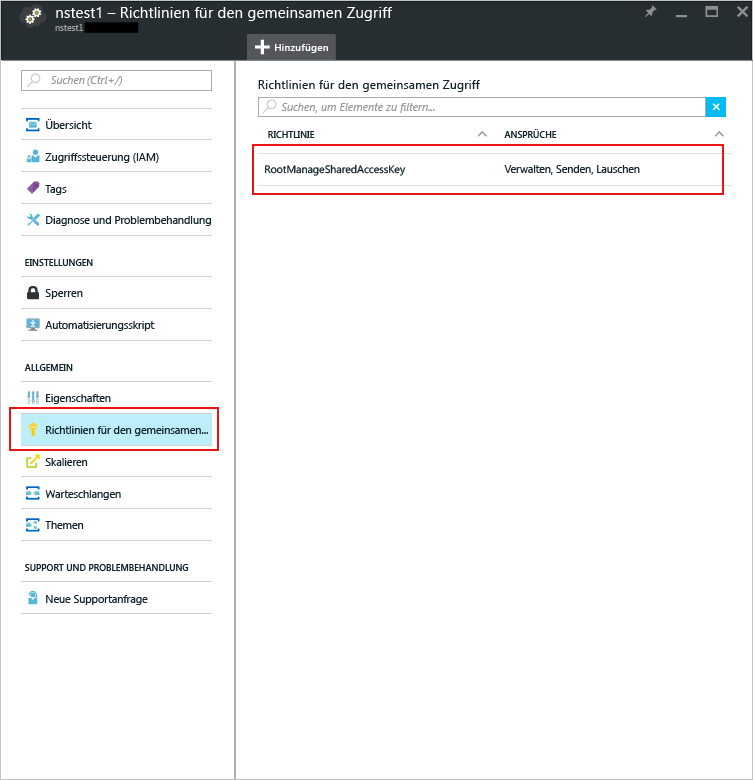 nstest1 – Richtlinien für den gemeinsamen Zugriff
nstest1
Hinzufügen
Suchen (Ctrl+/)
Übersicht
Zugriffssteuerung (IAM)
Tags
Diagnose und Problembehandlung
EINSTELLUNGEN
Sperren
Automatisierungsskript
ALLGEMEIN
Eigenschaften
Richtlinien für den gemeinsamen...
Skalieren
Warteschlangen
Themen
SUPPORT UND PROBLEMBEHANDLUNG
Neue Supportanfrage
Richtlinien für den gemeinsamen Zugriff
Suchen, um Elemente zu filtern...
RICHTLINIE ANSPRÜCHE
RootManageSharedAccessKey Verwalten, Senden, Lauschen